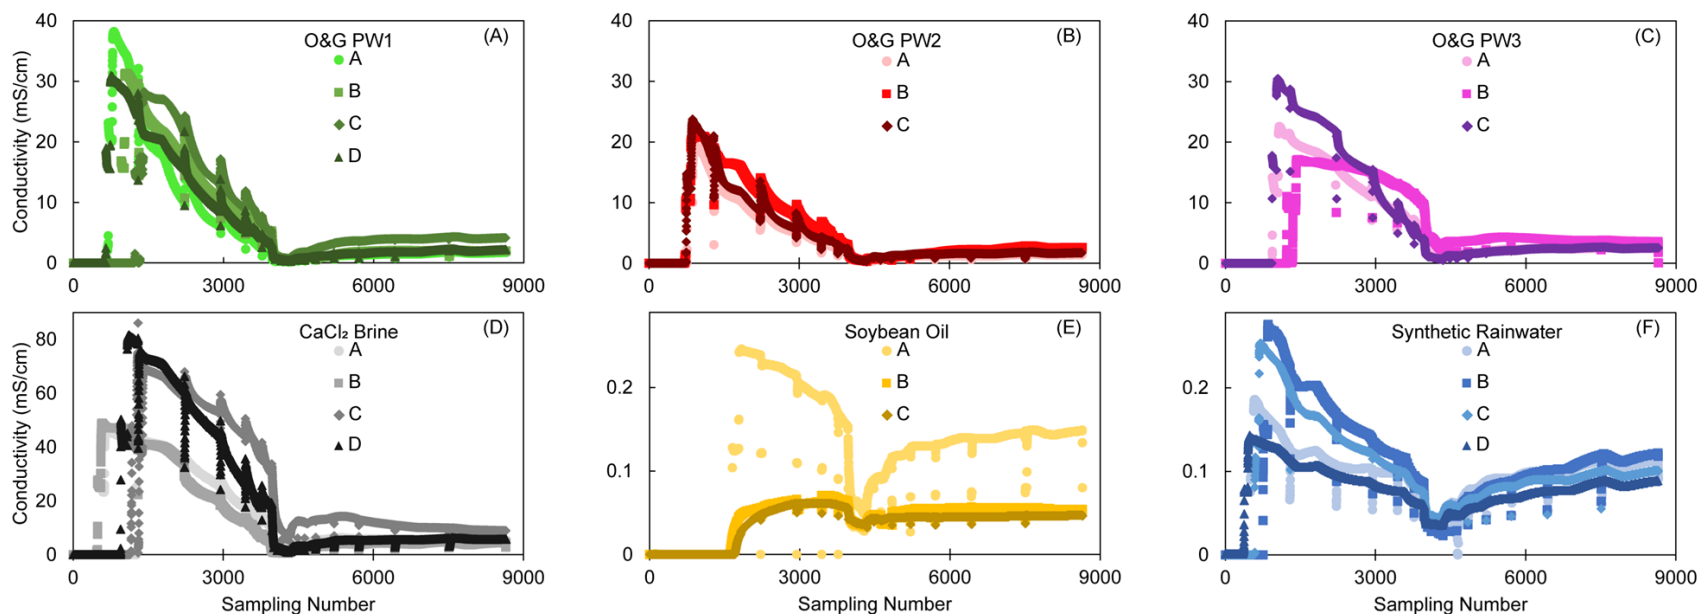 O&G PW1
(A)
A
B
C
D
40
30
20
10
0
0
3000
6000
9000
Conductivity (mS/cm)
O&G PW2
(B)
A
B
C
40
30
20
10
0
0
3000
6000
9000
O&G PW3
(C)
A
B
C
40
30
20
10
0
0
3000
6000
9000
CaCl₂ Brine
(D)
A
B
C
D
80
60
40
20
0
0
3000
6000
9000
Conductivity (mS/cm)
Sampling Number
Soybean Oil
(E)
A
B
C
0.2
0.1
0
0
3000
6000
9000
Sampling Number
Synthetic Rainwater
(F)
A
B
C
D
0.2
0.1
0
0
3000
6000
9000
Sampling Number